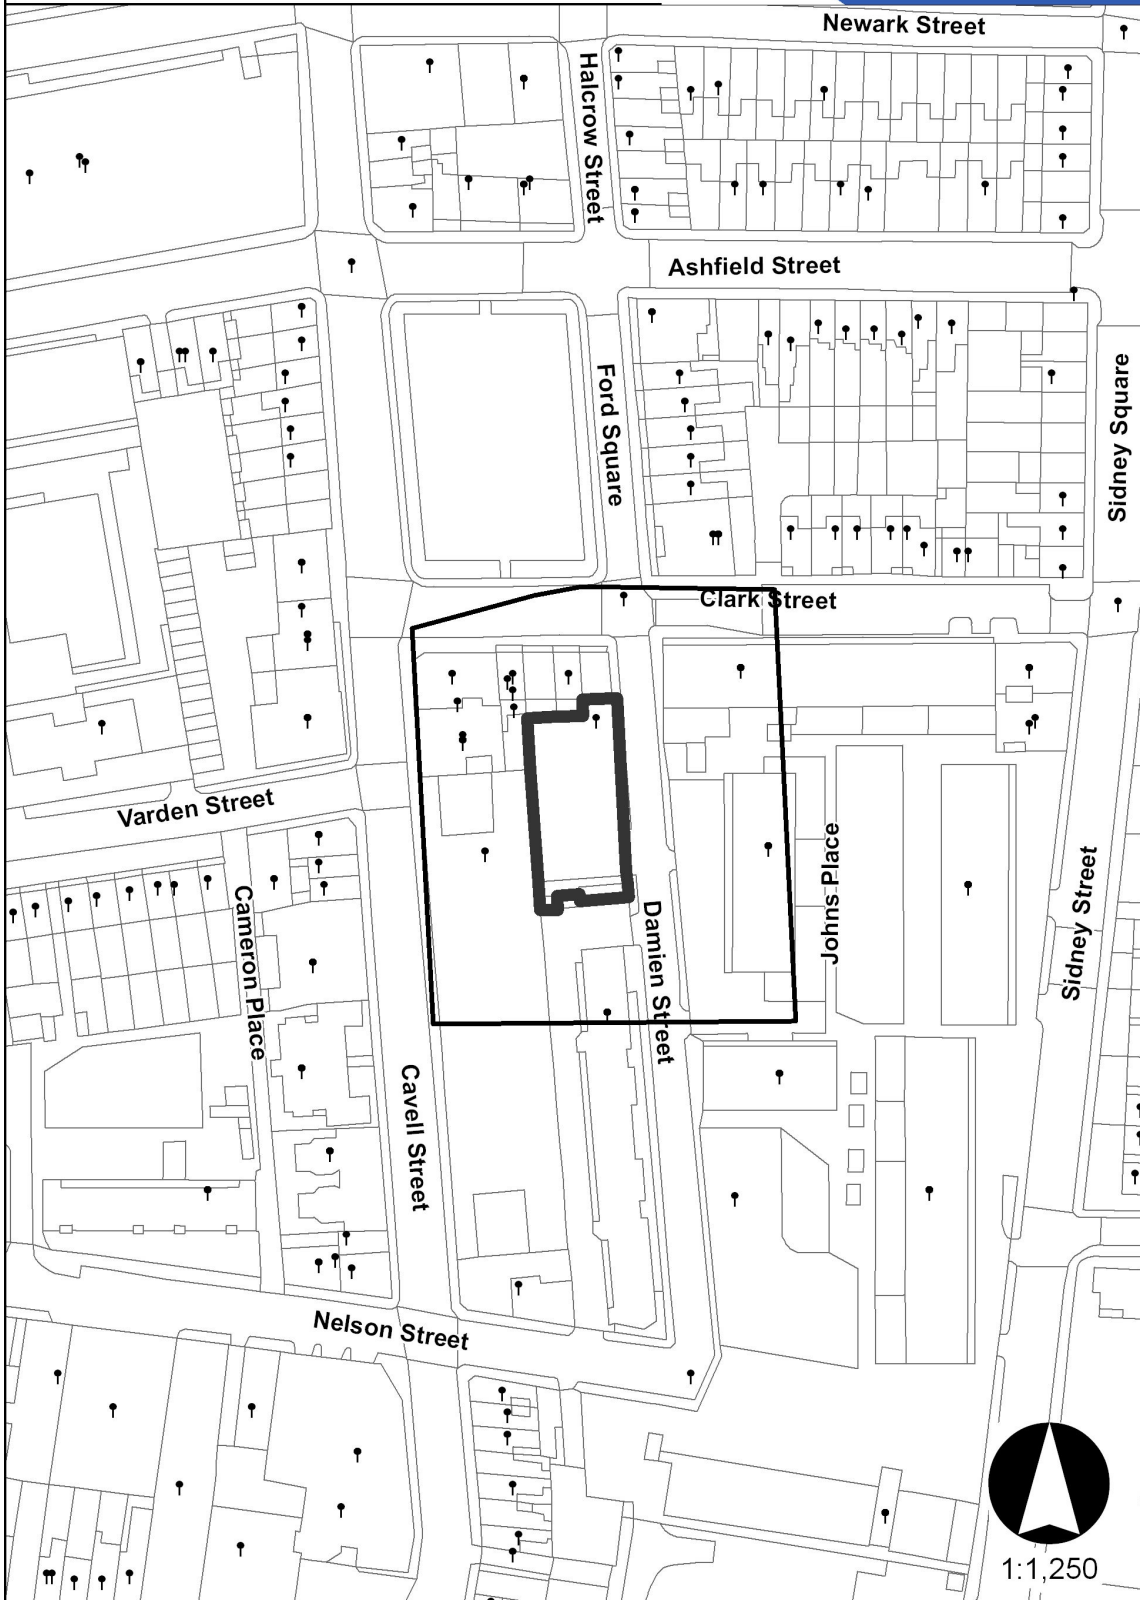 Newark Street
Halcrow Street
Ashfield Street
Ford Square
Sidney Square
Clark Street
Varden Street
Johns Place
Cameron Place
Damien Street
Sidney Street
Cavell Street
Nelson Street
1:1,250